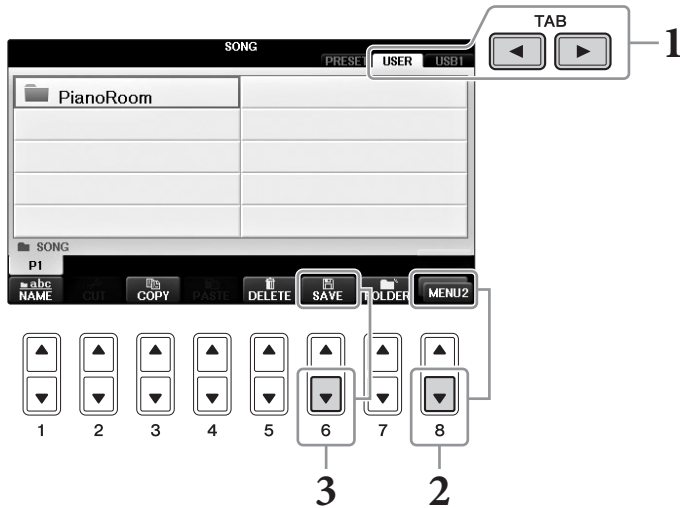 TAB
1
SONG
PRESET USER USB1
PianoRoom
SONG
P1
abc
NAME CUT COPY PASTE DELETE SAVE FOLDER MENU2
1 2 3 4 5 6 7 8
3 2